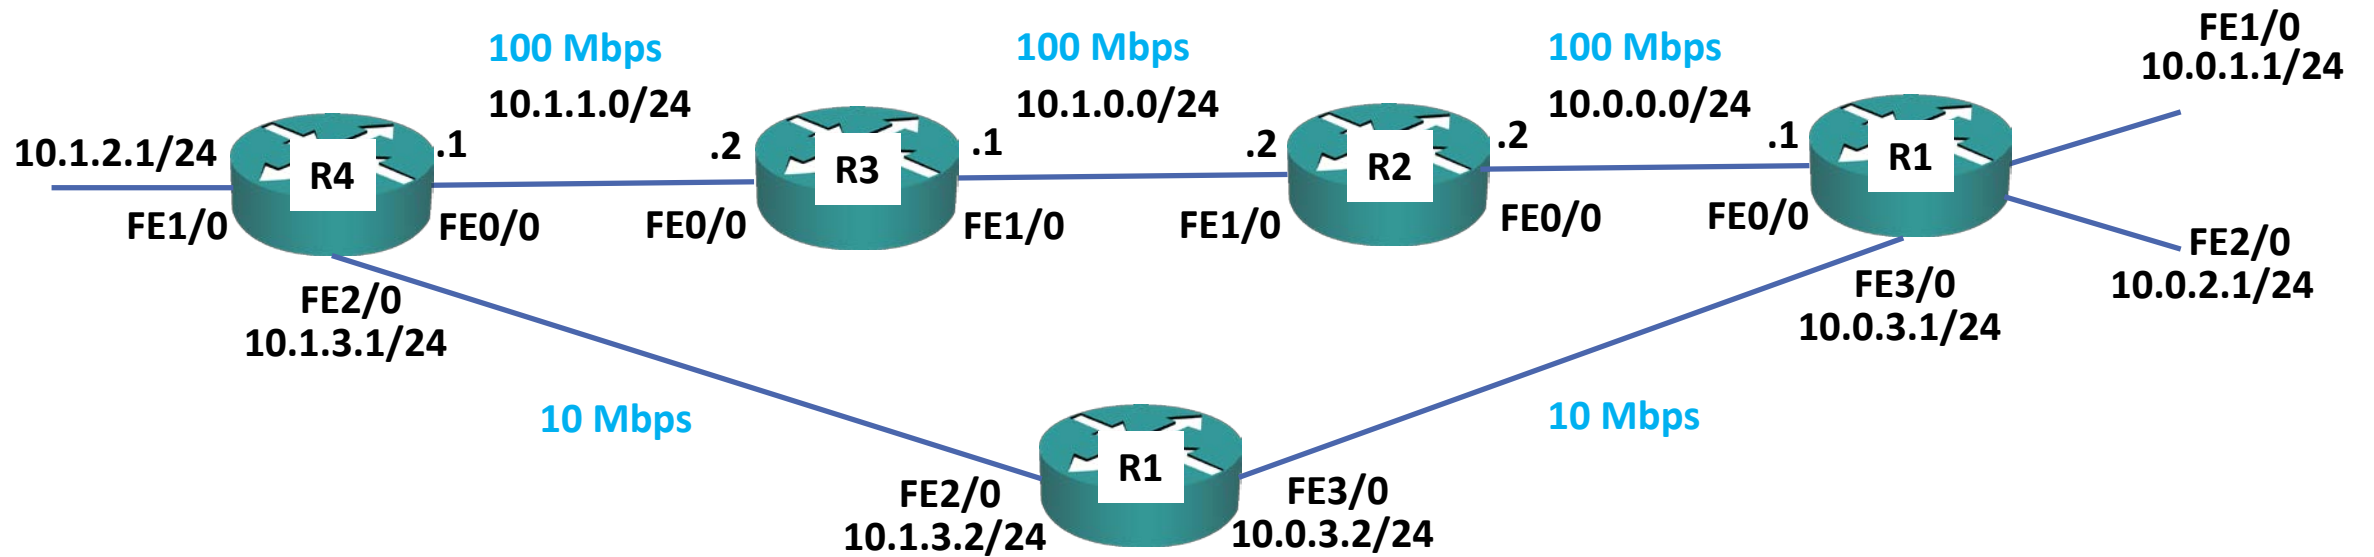 FE1/0
10.0.1.1/24
100 Mbps
100 Mbps
100 Mbps
10.1.1.0/24
10.1.0.0/24
10.0.0.0/24
10.1.2.1/24
R4
.1
.2
R3
.1
.2
R2
.2
.1
R1
FE1/0
FE0/0
FE0/0
FE1/0
FE1/0
FE0/0
FE0/0
FE2/0
10.0.2.1/24
FE2/0
10.1.3.1/24
FE3/0
10.0.3.1/24
10 Mbps
10 Mbps
R1
FE2/0
10.1.3.2/24
FE3/0
10.0.3.2/24